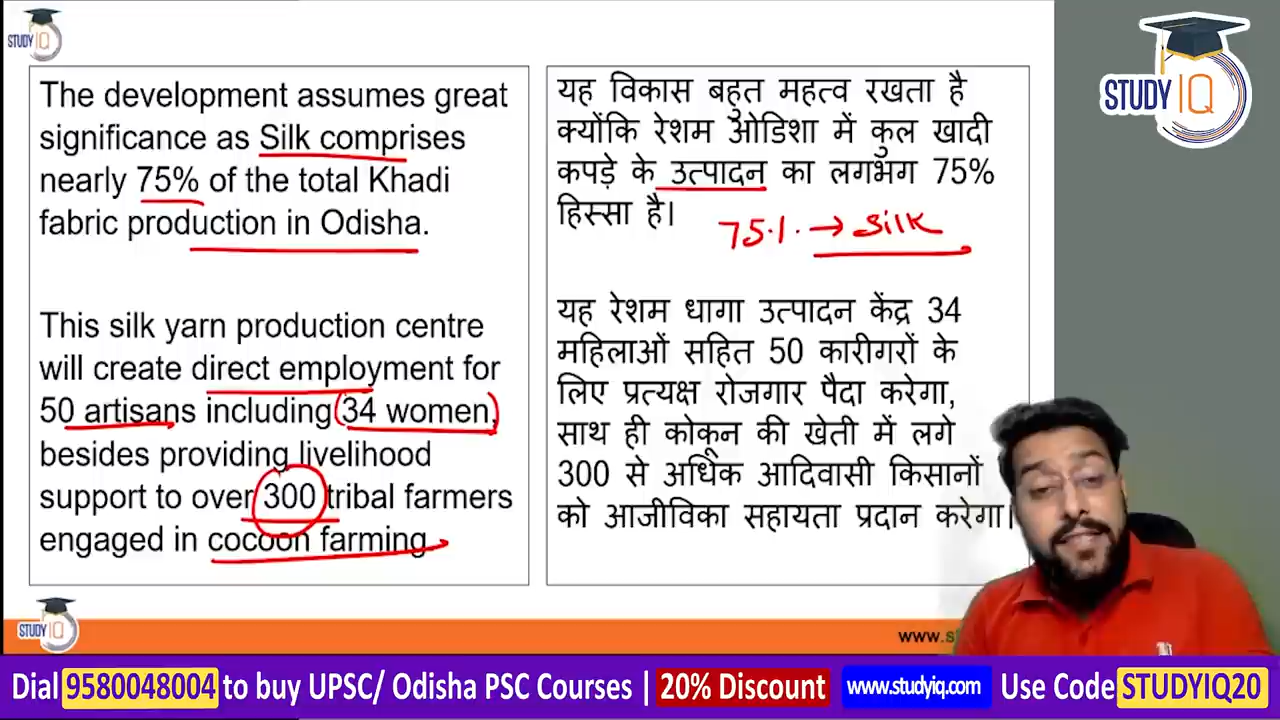 STUDY IQ
The development assumes great
significance as Silk comprises
nearly 75% of the total Khadi
fabric production in Odisha.
This silk yarn production centre
will create direct employment for
50 artisans including (34 women,)
besides providing livelihood
support to over 300 tribal farmers
engaged in cocoon farming.
यह विकास बहुत महत्व रखता है
क्योंकि रेशम ओडिशा में कुल खादी
कपड़े के उत्पादन का लगभग 75%
हिस्सा है।
75% → Silk
यह रेशम धागा उत्पादन केंद्र 34
महिलाओं सहित 50 कारीगरों के
लिए प्रत्यक्ष रोजगार पैदा करेगा,
साथ ही कोकून की खेती में लगे
300 से अधिक आदिवासी किसानों
को आजीविका सहायता प्रदान करेगा।
STUDY IQ
STUDY IQ
www.s
Dial 9580048004 to buy UPSC/ Odisha PSC Courses | 20% Discount www.studyiq.com Use Code STUDYIQ20